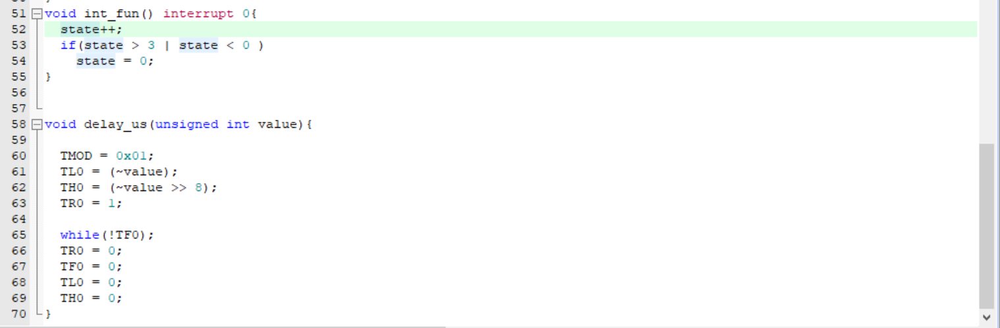 51 void int_fun() interrupt 0{
52   state++;
53   if(state > 3 | state < 0 )
54     state = 0;
55 }
56
57
58 void delay_us(unsigned int value){
59
60   TMOD = 0x01;
61   TL0 = (~value);
62   TH0 = (~value >> 8);
63   TR0 = 1;
64
65   while(!TF0);
66   TR0 = 0;
67   TF0 = 0;
68   TL0 = 0;
69   TH0 = 0;
70 }